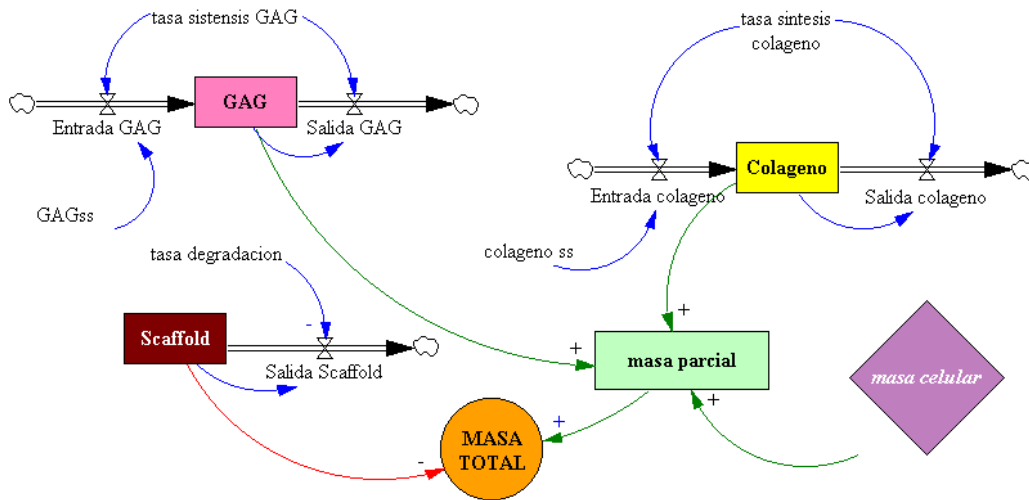 tasa sistensis GAG
GAG
Entrada GAG
Salida GAG
GAGss
tasa sintesis
colageno
Colageno
Entrada colageno
Salida colageno
colageno ss
tasa degradacion
-
Scaffold
Salida Scaffold
+
+
masa parcial
masa celular
+
+
MASA
TOTAL
-